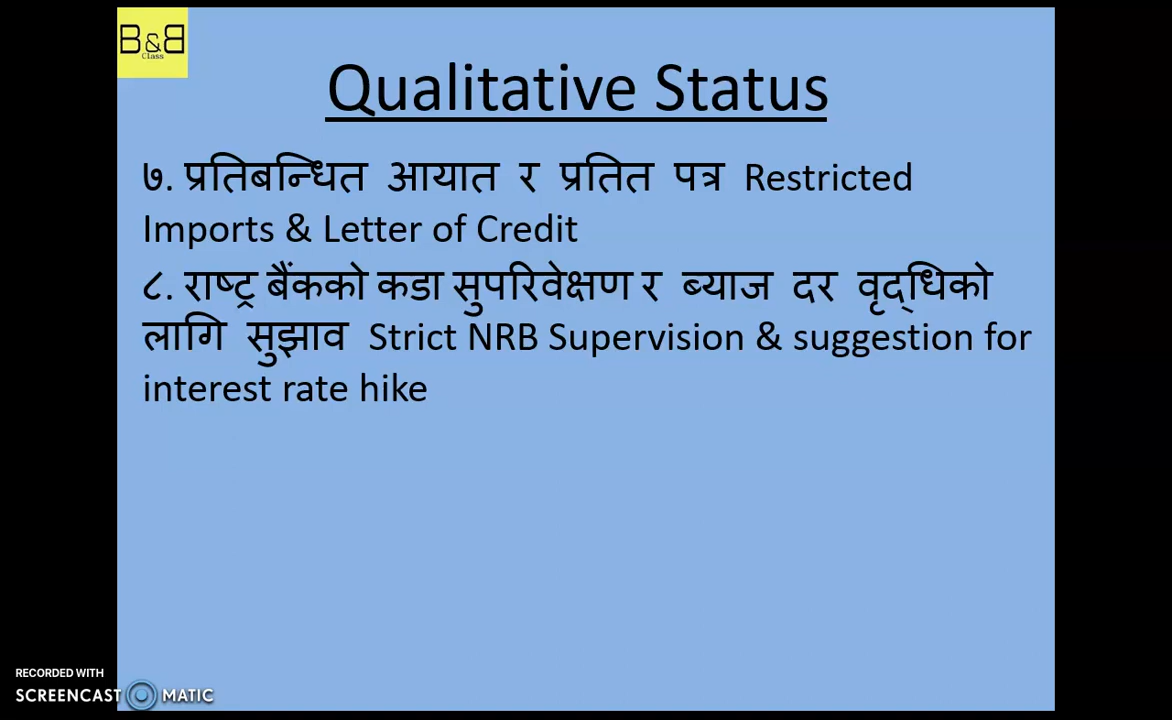 B&B
Class
Qualitative Status
७. प्रतिबन्धित आयात र प्रतित पत्र Restricted
Imports & Letter of Credit
८. राष्ट्र बैंकको कडा सुपरिवेक्षण र ब्याज दर वृद्धिको
लागि सुझाव Strict NRB Supervision & suggestion for
interest rate hike
RECORDED WITH
SCREENCAST MATIC